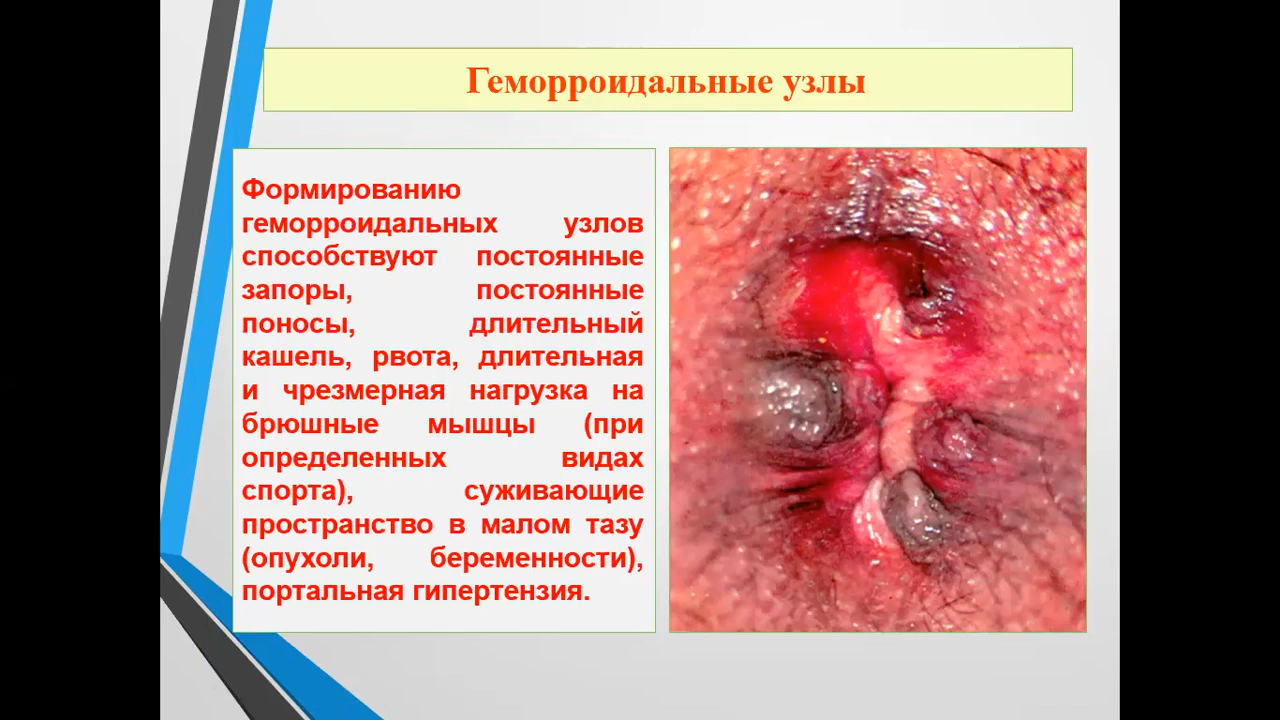 Геморроидальные узлы
Формированию
геморроидальных узлов
способствуют постоянные
запоры, постоянные
поносы, длительный
кашель, рвота, длительная
и чрезмерная нагрузка на
брюшные мышцы (при
определенных видах
спорта), суживающие
пространство в малом тазу
(опухоли, беременности),
портальная гипертензия.